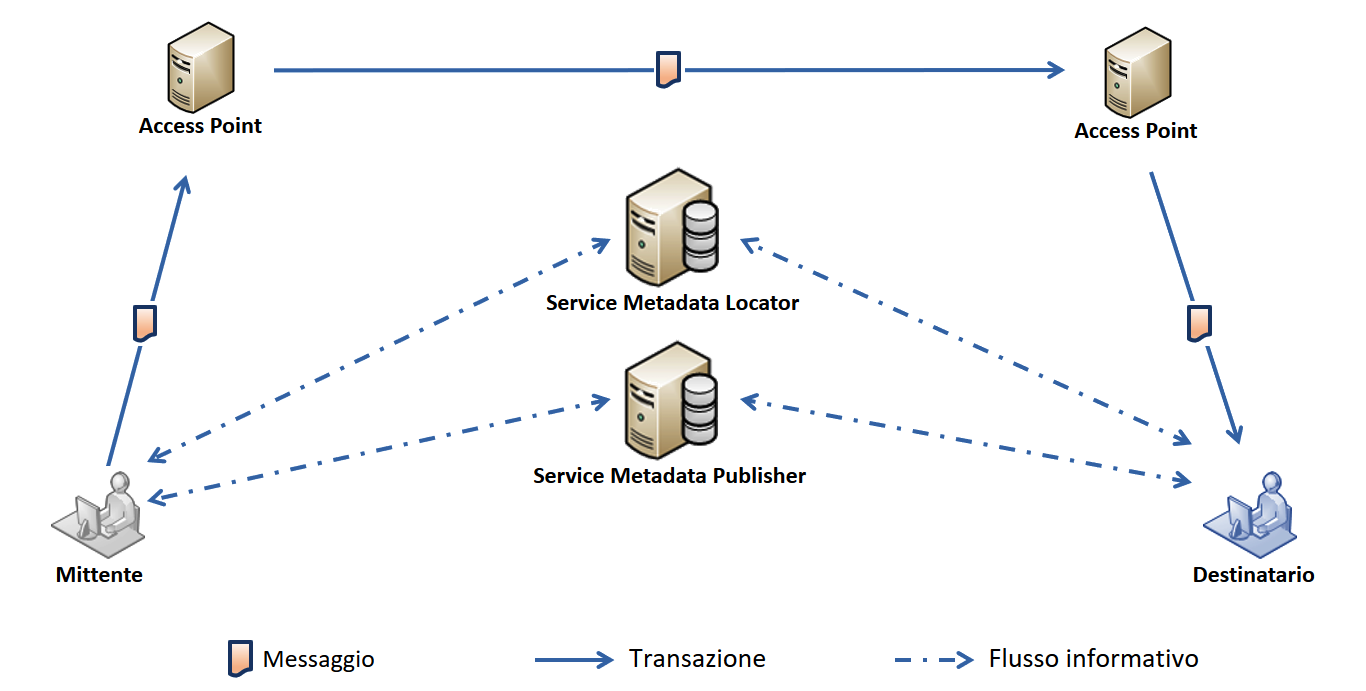 Access Point
Access Point
Service Metadata Locator
Service Metadata Publisher
Mittente
Destinatario
Messaggio
Transazione
Flusso informativo